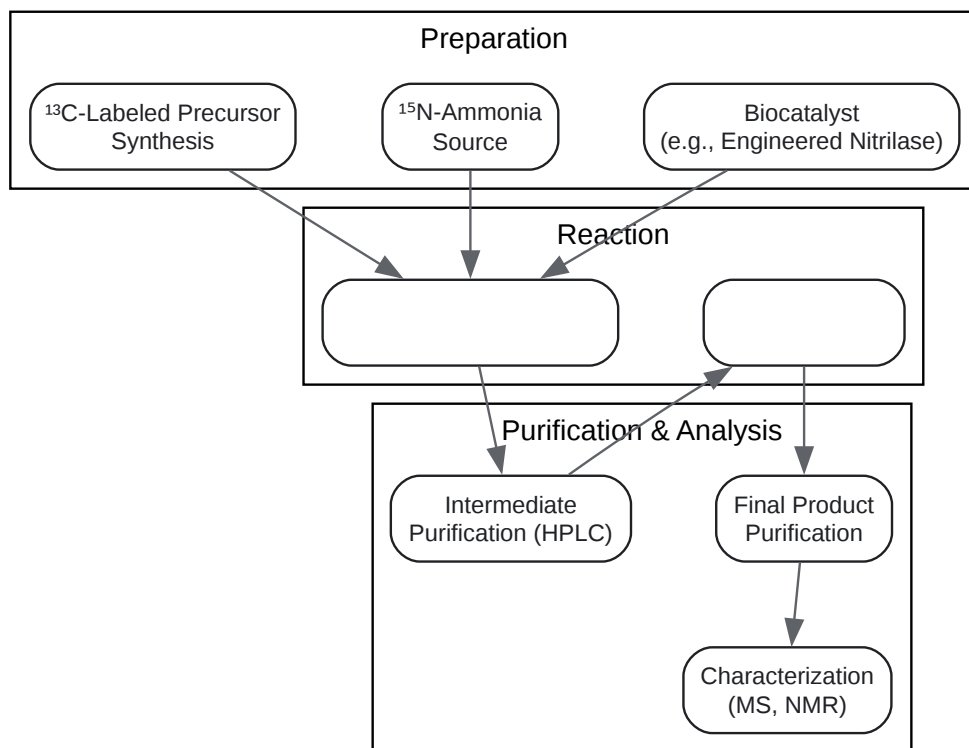 Preparation
¹³C-Labeled Precursor
Synthesis
¹⁵N-Ammonia
Source
Biocatalyst
(e.g., Engineered Nitrilase)
Reaction
Purification & Analysis
Intermediate
Purification (HPLC)
Final Product
Purification
Characterization
(MS, NMR)